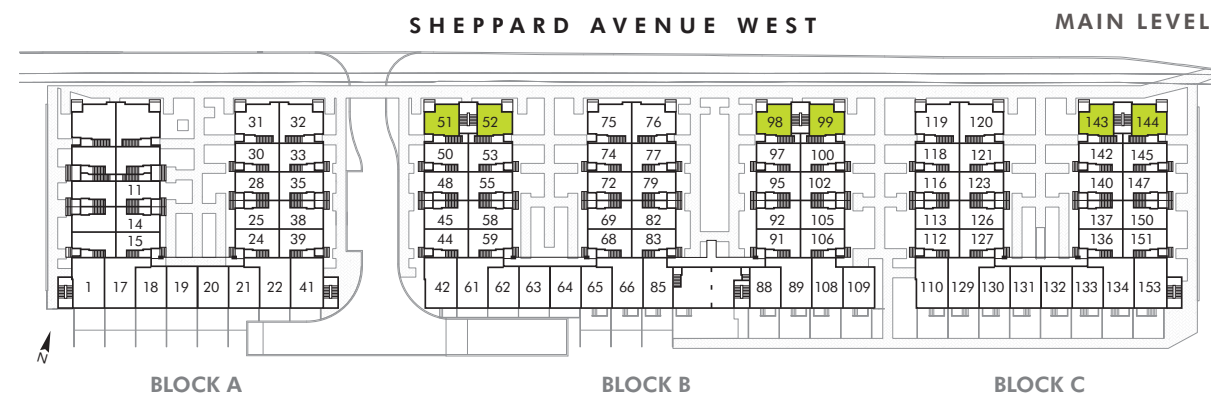 SHEPPARD AVENUE WEST
MAIN LEVEL
31 32 51 52 75 76 98 99 119 120 143 144
30 33 50 53 74 77 97 100 118 121 142 145
11 28 35 48 55 72 79 95 102 116 123 140 147
14 25 38 45 58 69 82 92 105 113 126 137 150
15 24 39 44 59 68 83 91 106 112 127 136 151
1 17 18 19 20 21 22 41 42 61 62 63 64 65 66 85 88 89 108 109 110 129 130 131 132 133 134 153
N
BLOCK A BLOCK B BLOCK C